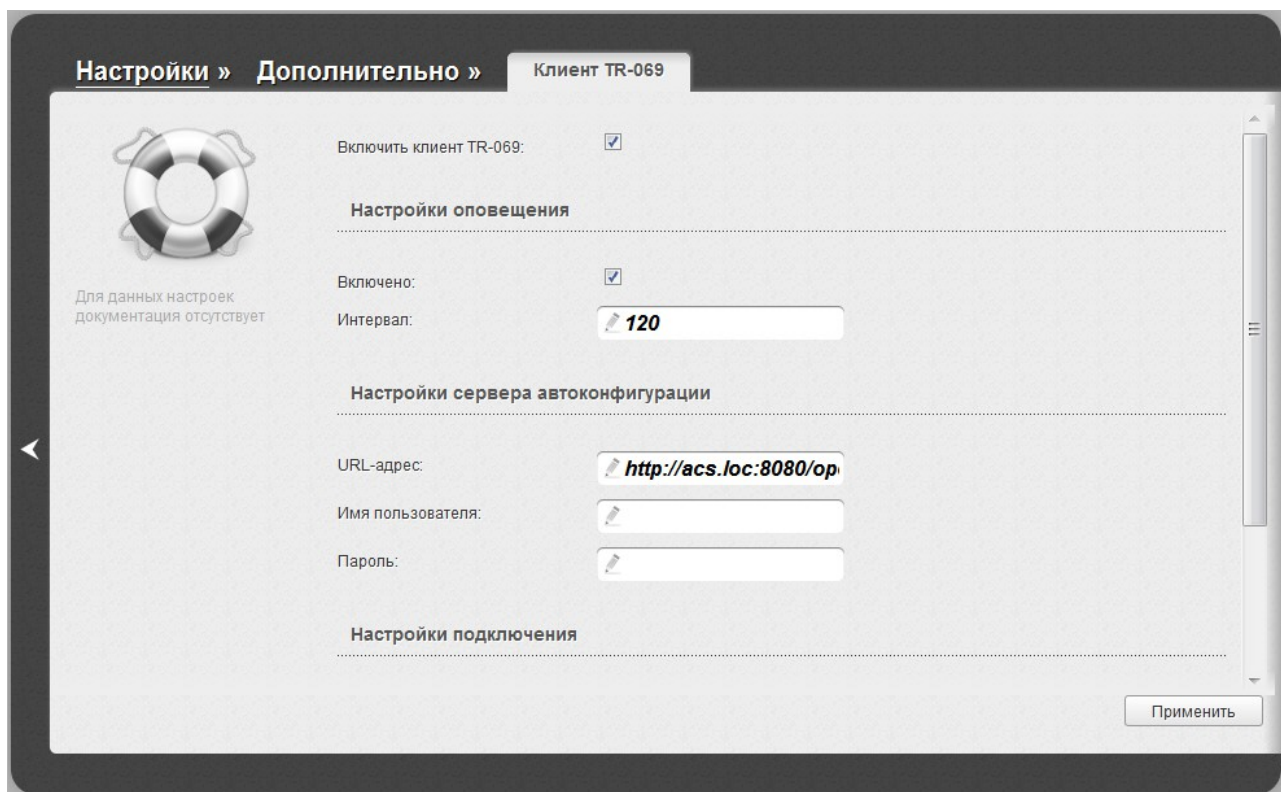 Настройки » Дополнительно » Клиент TR-069
Включить клиент TR-069:
Настройки оповещения
Для данных настроек
документация отсутствует
Включено:
Интервал: 120
Настройки сервера автоконфигурации
URL-адрес: http://acs.loc:8080/op
Имя пользователя:
Пароль:
Настройки подключения
Применить